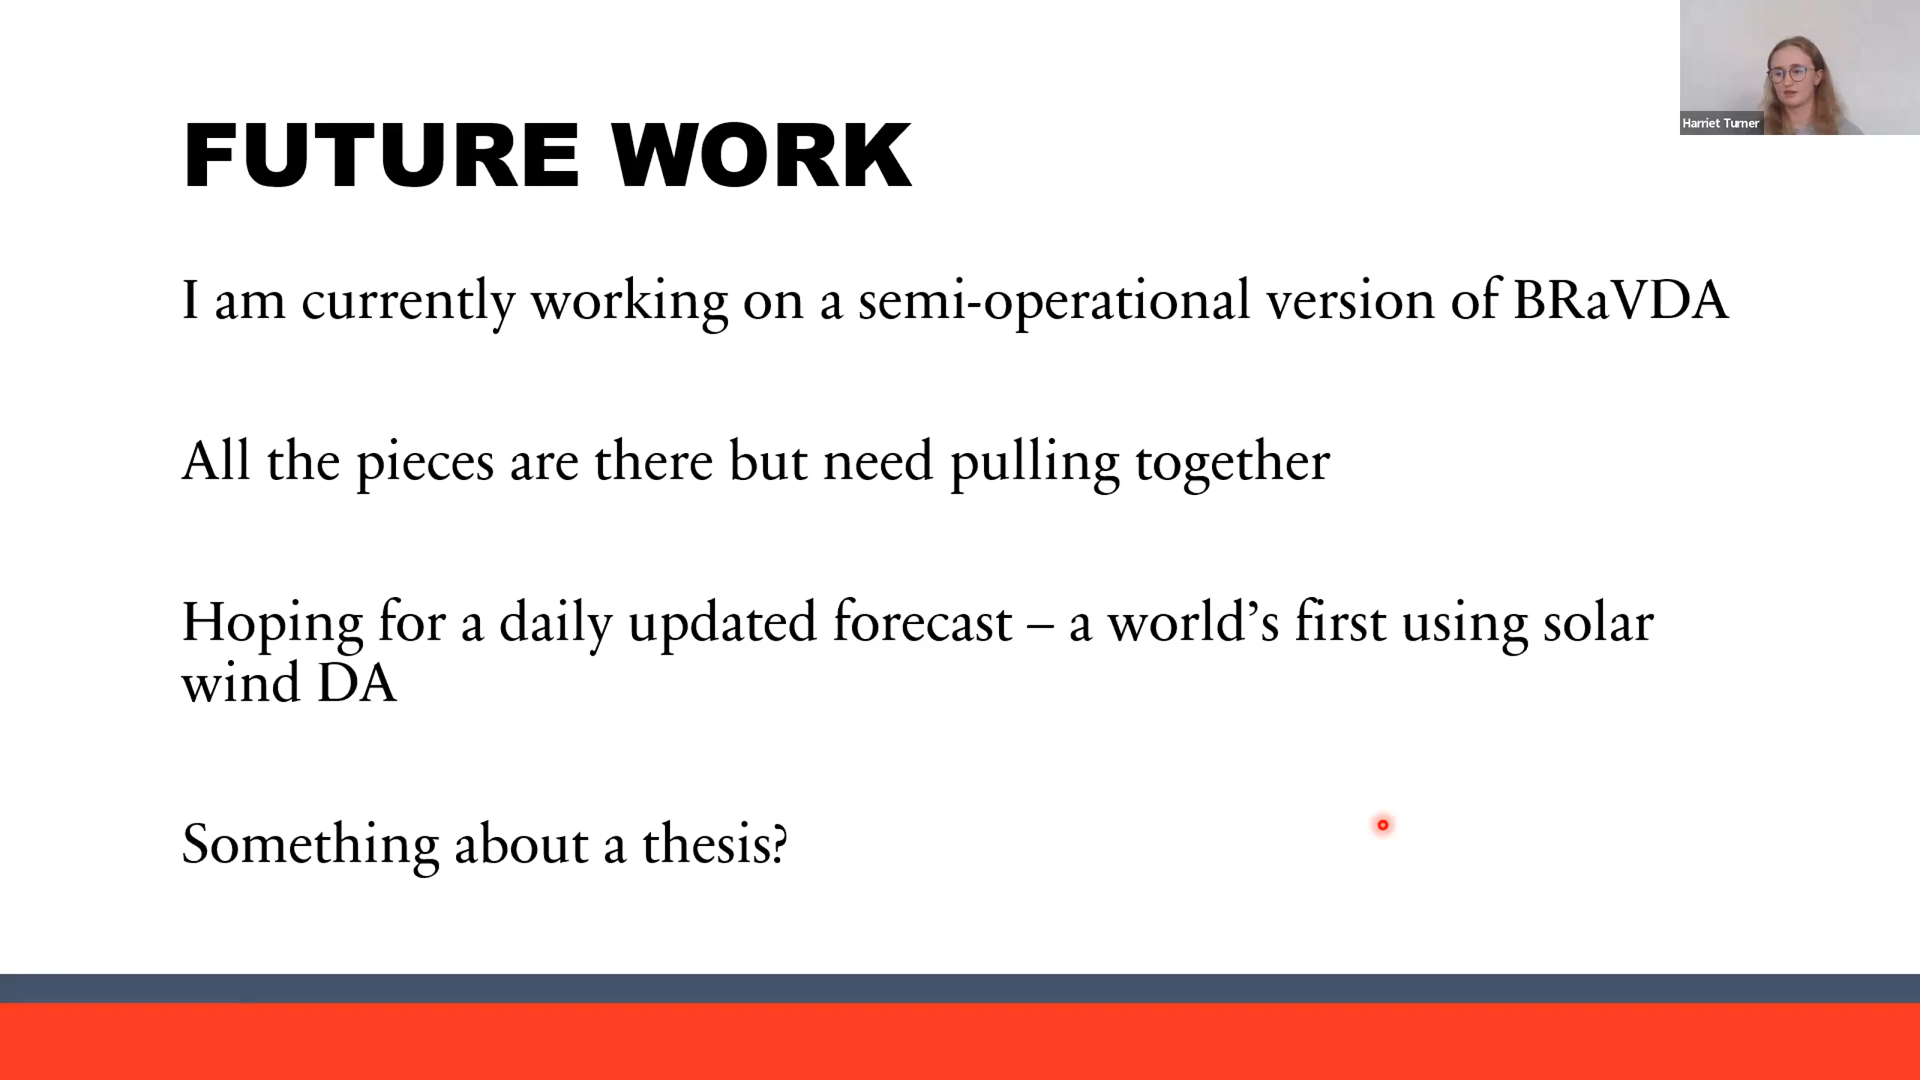 Harriet Turner
FUTURE WORK
I am currently working on a semi-operational version of BRaVDA
All the pieces are there but need pulling together
Hoping for a daily updated forecast – a world’s first using solar
wind DA
Something about a thesis?